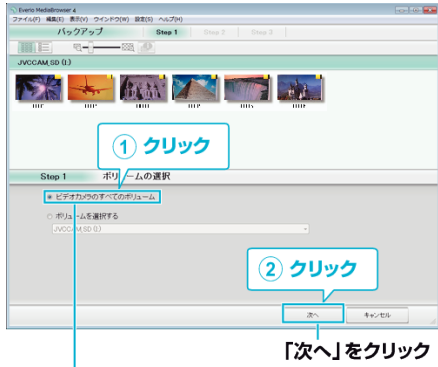 Everio MediaBrowser 4
ファイル(F) 編集(E) 表示(V) ウインドウ(W) 設定(S) ヘルプ(H)
バックアップ Step 1 Step 2 Step 3
JVCCAM_SD (I:)
Step 1 ボリュームの選択
① クリック
ビデオカメラのすべてのボリューム
ボリュームを選択する
JVCCAM_SD (I:)
② クリック
次へ キャンセル
「次へ」をクリック